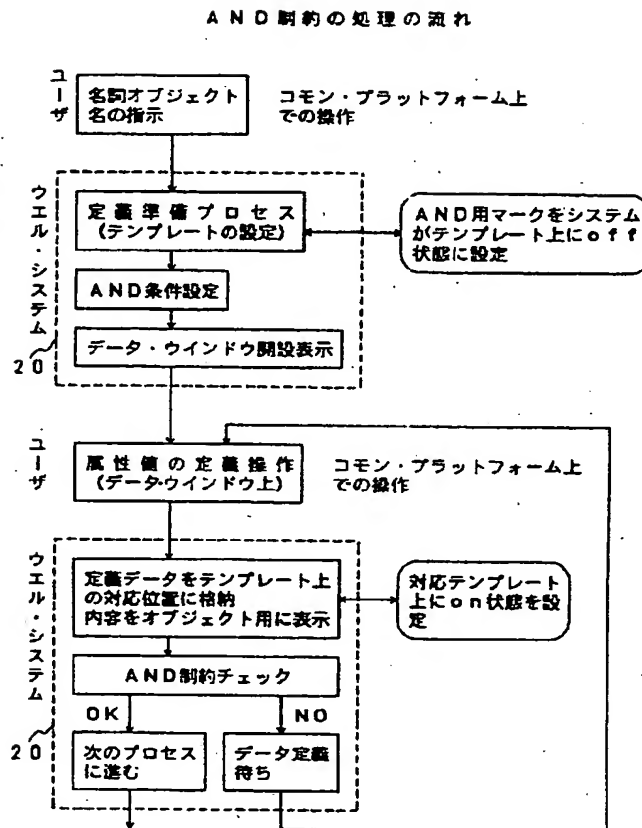 AND制約の処理の流れ
ユーザ
名詞オブジェクト
名の指示
コモン・プラットフォーム上
での操作
ウエル・システム
20
定義準備プロセス
(テンプレートの設定)
AND用マークをシステム
がテンプレート上にoff
状態に設定
AND条件設定
データ・ウインドウ開設表示
ユーザ
属性値の定義操作
(データウインドウ上)
コモン・プラットフォーム上
での操作
ウエル・システム
20
定義データをテンプレート上
の対応位置に格納
内容をオブジェクト用に表示
対応テンプレート
上にon状態を設
定
AND制約チェック
OK
NO
次のプロセス
に進む
データ定義
待ち